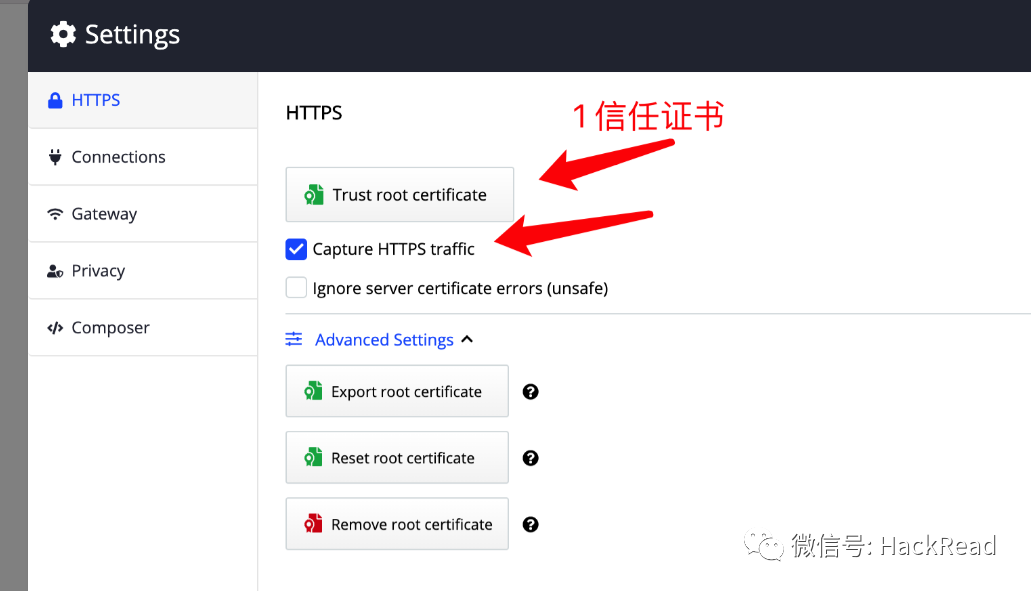 Settings
HTTPS
Connections
Gateway
Privacy
Composer
HTTPS
1 信任证书
Trust root certificate
Capture HTTPS traffic
Ignore server certificate errors (unsafe)
Advanced Settings
Export root certificate
Reset root certificate
Remove root certificate
微信号: HackRead